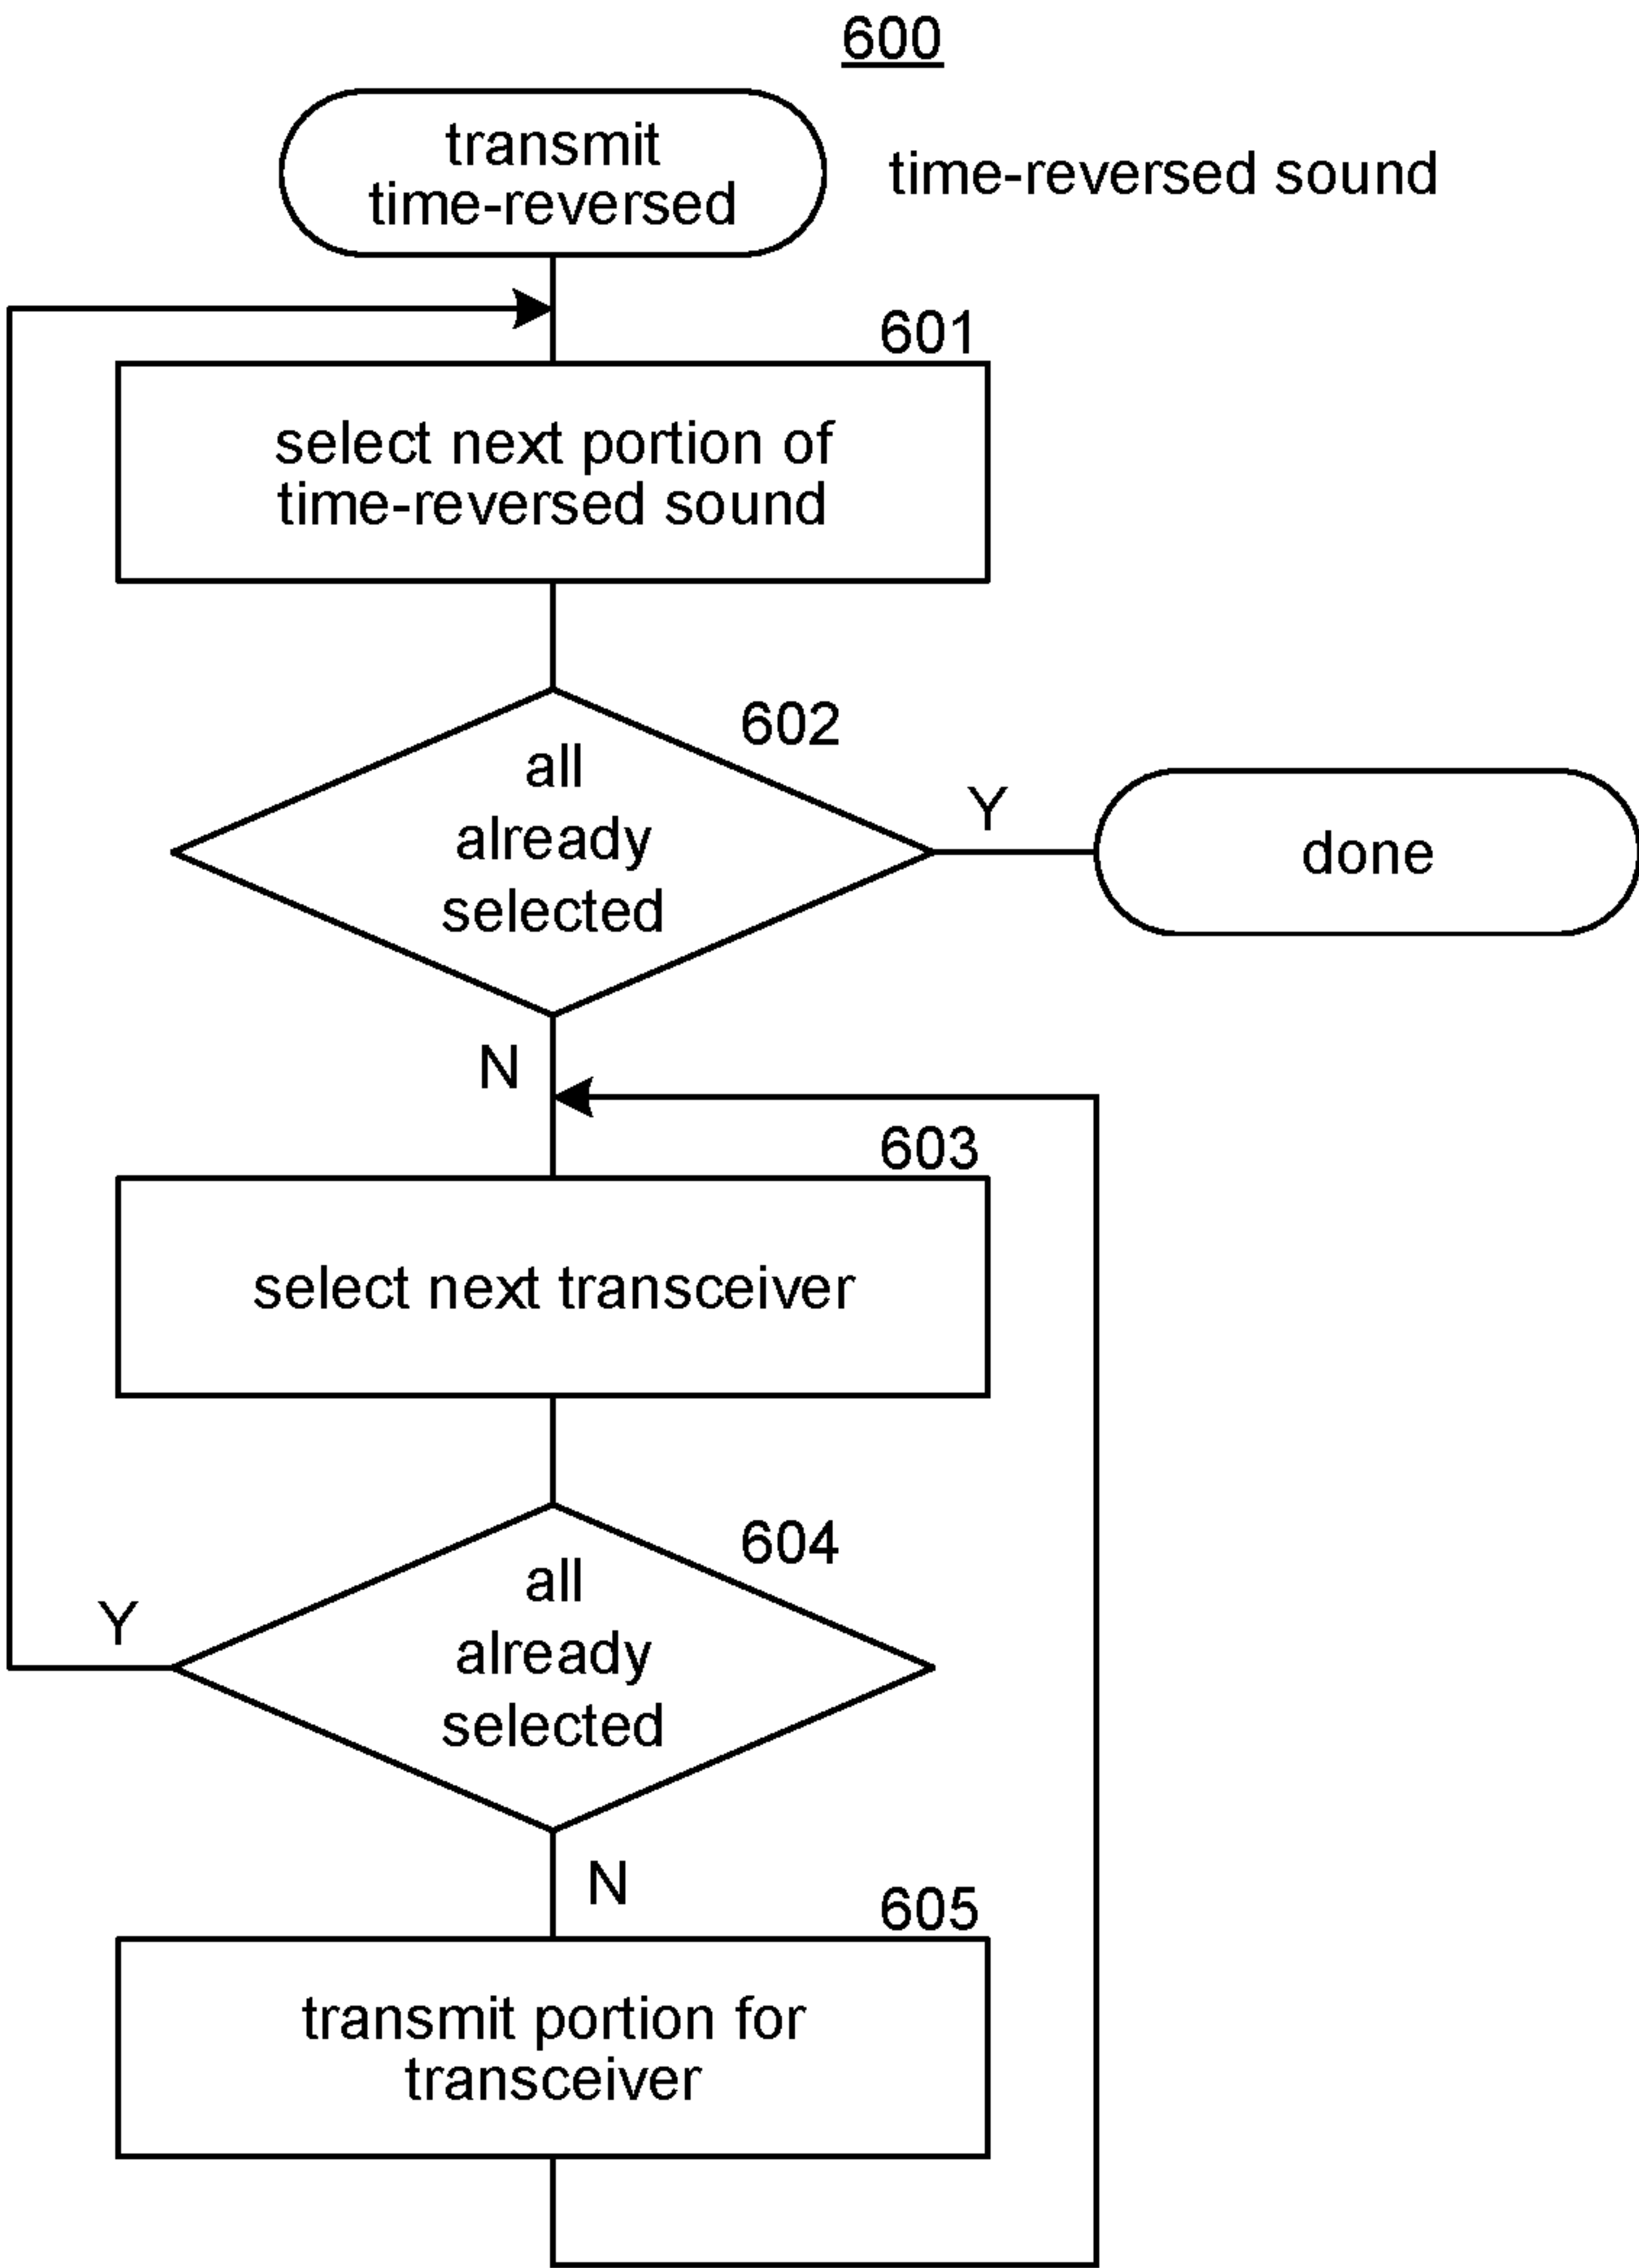 600
transmit
time-reversed
time-reversed sound
601
select next portion of
time-reversed sound
602
all
already
selected
Y
done
N
603
select next transceiver
604
all
already
selected
Y
N
605
transmit portion for
transceiver